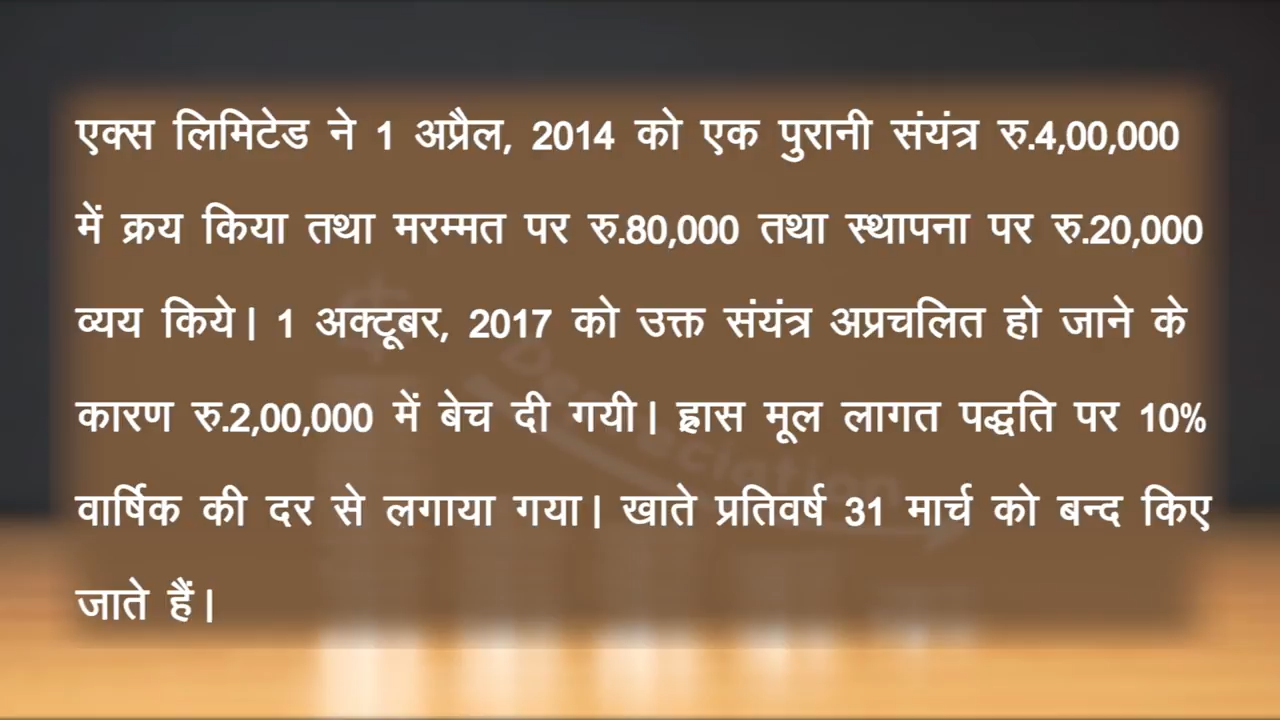 एक्स लिमिटेड ने 1 अप्रैल, 2014 को एक पुरानी संयंत्र रु.4,00,000
में क्रय किया तथा मरम्मत पर रु.80,000 तथा स्थापना पर रु.20,000
व्यय किये। 1 अक्टूबर, 2017 को उक्त संयंत्र अप्रचलित हो जाने के
कारण रु.2,00,000 में बेच दी गयी। ह्रास मूल लागत पद्धति पर 10%
वार्षिक की दर से लगाया गया। खाते प्रतिवर्ष 31 मार्च को बन्द किए
जाते हैं।
Depreciation